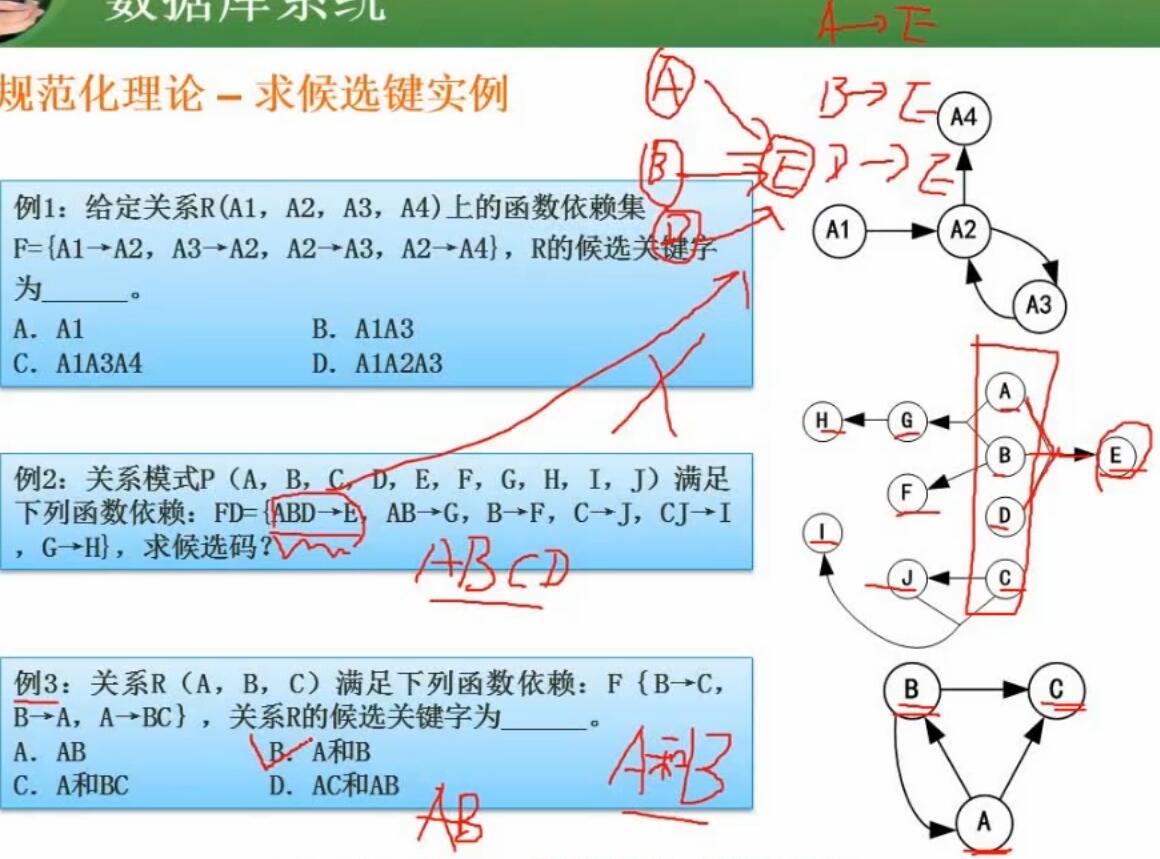 数据库系统
规范化理论 – 求候选键实例
例1：给定关系R(A1，A2，A3，A4)上的函数依赖集
F={A1→A2，A3→A2，A2→A3，A2→A4}，R的候选关键字
为______。
A．A1
B．A1A3
C．A1A3A4
D．A1A2A3
例2：关系模式P（A，B，C，D，E，F，G，H，I，J）满足
下列函数依赖：FD={ABD→E，AB→G，B→F，C→J，CJ→I
，G→H}，求候选码？
ABCD
例3：关系R（A，B，C）满足下列函数依赖：F｛B→C，
B→A，A→BC｝，关系R的候选关键字为______。
A．AB
B．A和B
C．A和BC
D．AC和AB
A和B
AB
A→E
B→E
D→E
A
B
D
E
A4
A1
A2
A3
A
H
G
B
E
F
D
I
J
C
B
C
A